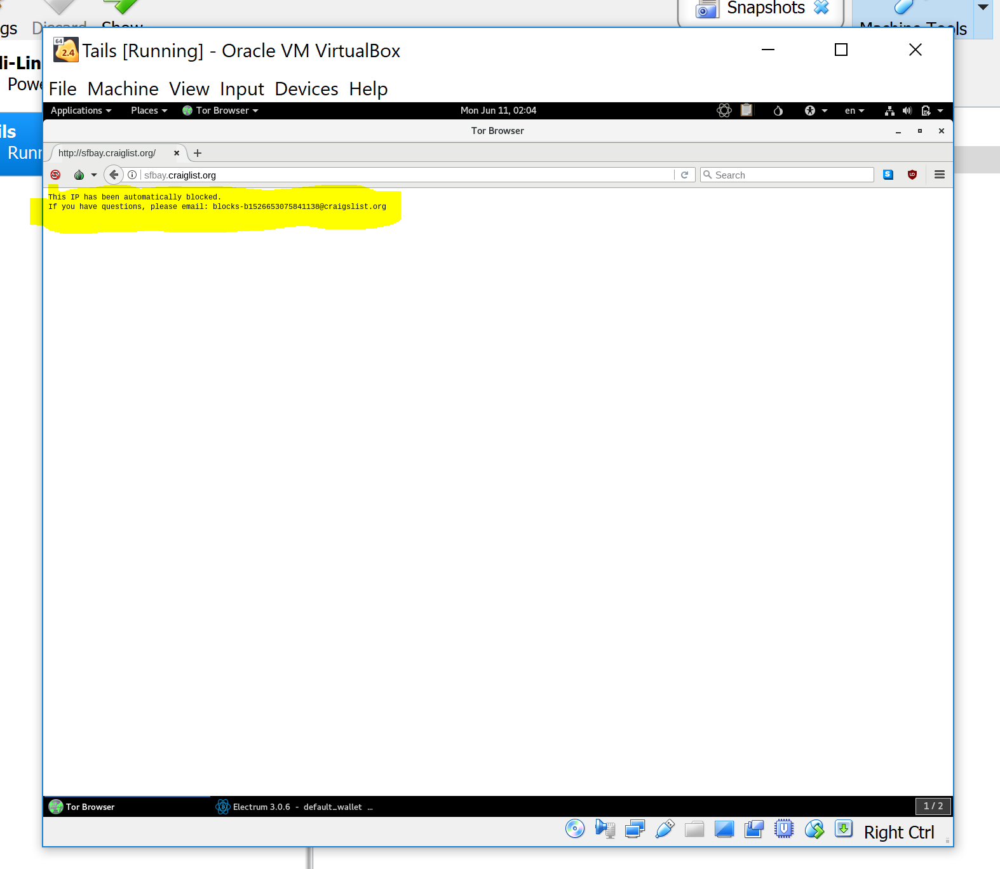 gs Discard Show Snapshots Machine Tools
li-Lin
Powe
ils
Runn
64
2.4
Tails [Running] - Oracle VM VirtualBox
File Machine View Input Devices Help
Applications Places Tor Browser Mon Jun 11, 02:04 en
Tor Browser
http://sfbay.craiglist.org/
sfbay.craiglist.org Search S
This IP has been automatically blocked.
If you have questions, please email: blocks-b1526653075841138@craigslist.org
Tor Browser Electrum 3.0.6 - default_wallet ... 1 / 2
Right Ctrl